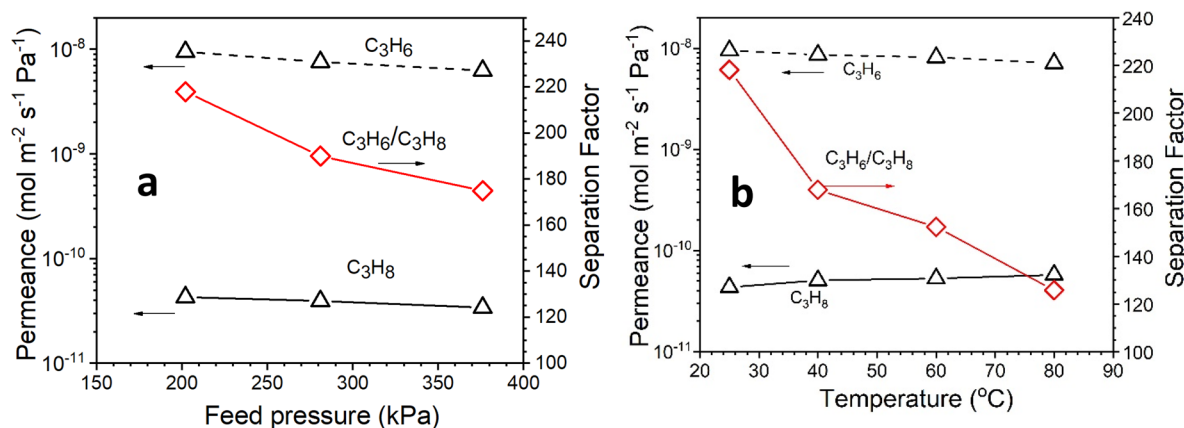 Permeance (mol m⁻² s⁻¹ Pa⁻¹)
10⁻⁸
10⁻⁹
10⁻¹⁰
10⁻¹¹
C₃H₆
C₃H₆/C₃H₈
a
C₃H₈
240
220
200
180
160
140
120
100
Separation Factor
150
200
250
300
350
400
Feed pressure (kPa)
Permeance (mol m⁻² s⁻¹ Pa⁻¹)
10⁻⁸
10⁻⁹
10⁻¹⁰
10⁻¹¹
C₃H₆
C₃H₆/C₃H₈
b
C₃H₈
240
220
200
180
160
140
120
100
Separation Factor
20
30
40
50
60
70
80
90
Temperature (°C)